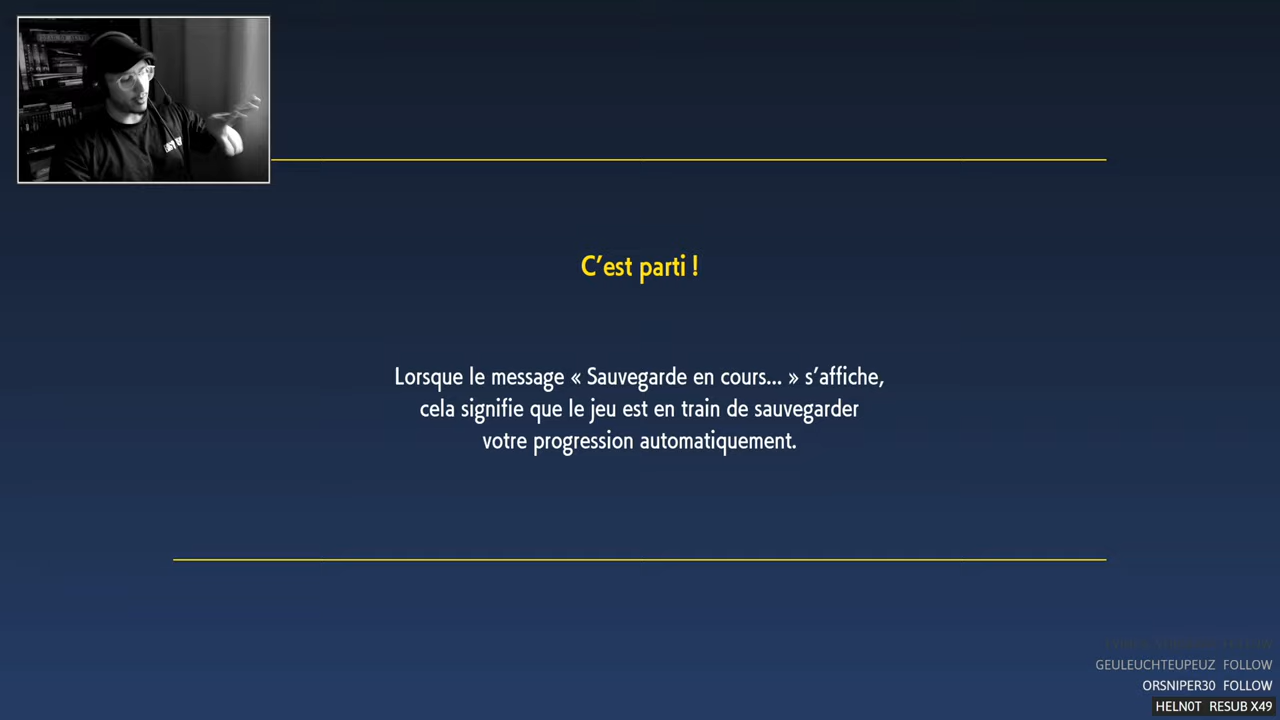 C'est parti !
Lorsque le message « Sauvegarde en cours... » s'affiche,
cela signifie que le jeu est en train de sauvegarder
votre progression automatiquement.
FOLLOW
GEULEUCHTEUPEUZ FOLLOW
ORSNIPER30 FOLLOW
HELN0T RESUB X49